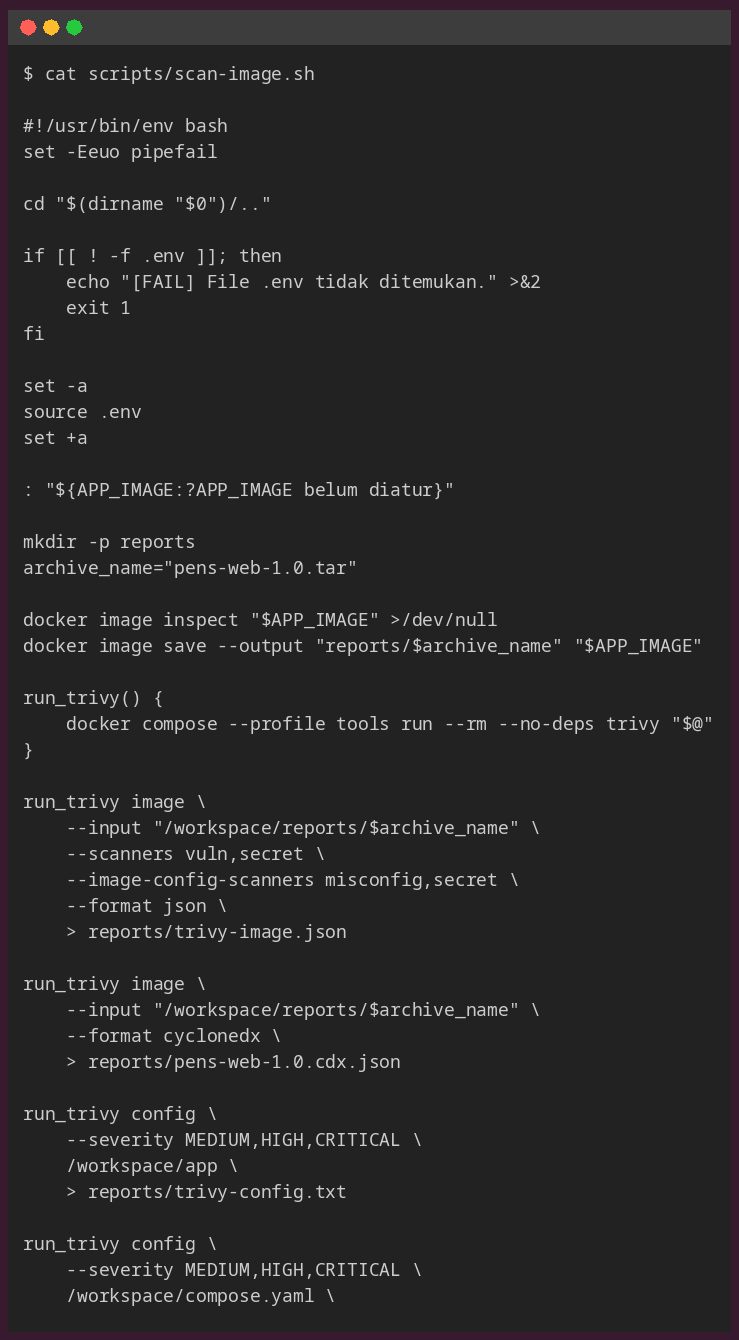 $ cat scripts/scan-image.sh
#!/usr/bin/env bash
set -Eeuo pipefail
cd "$(dirname "$0")/.."
if [[ ! -f .env ]]; then
    echo "[FAIL] File .env tidak ditemukan." >&2
    exit 1
fi
set -a
source .env
set +a
: "${APP_IMAGE:?APP_IMAGE belum diatur}"
mkdir -p reports
archive_name="pens-web-1.0.tar"
docker image inspect "$APP_IMAGE" >/dev/null
docker image save --output "reports/$archive_name" "$APP_IMAGE"
run_trivy() {
    docker compose --profile tools run --rm --no-deps trivy "$@"
}
run_trivy image \
    --input "/workspace/reports/$archive_name" \
    --scanners vuln,secret \
    --image-config-scanners misconfig,secret \
    --format json \
    > reports/trivy-image.json
run_trivy image \
    --input "/workspace/reports/$archive_name" \
    --format cyclonedx \
    > reports/pens-web-1.0.cdx.json
run_trivy config \
    --severity MEDIUM,HIGH,CRITICAL \
    /workspace/app \
    > reports/trivy-config.txt
run_trivy config \
    --severity MEDIUM,HIGH,CRITICAL \
    /workspace/compose.yaml \